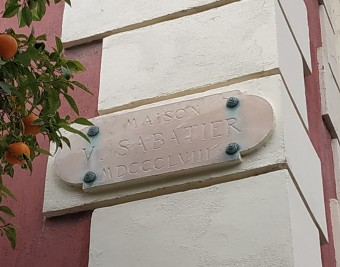 MAISON
V. SABATIER
MDCCCLVIII